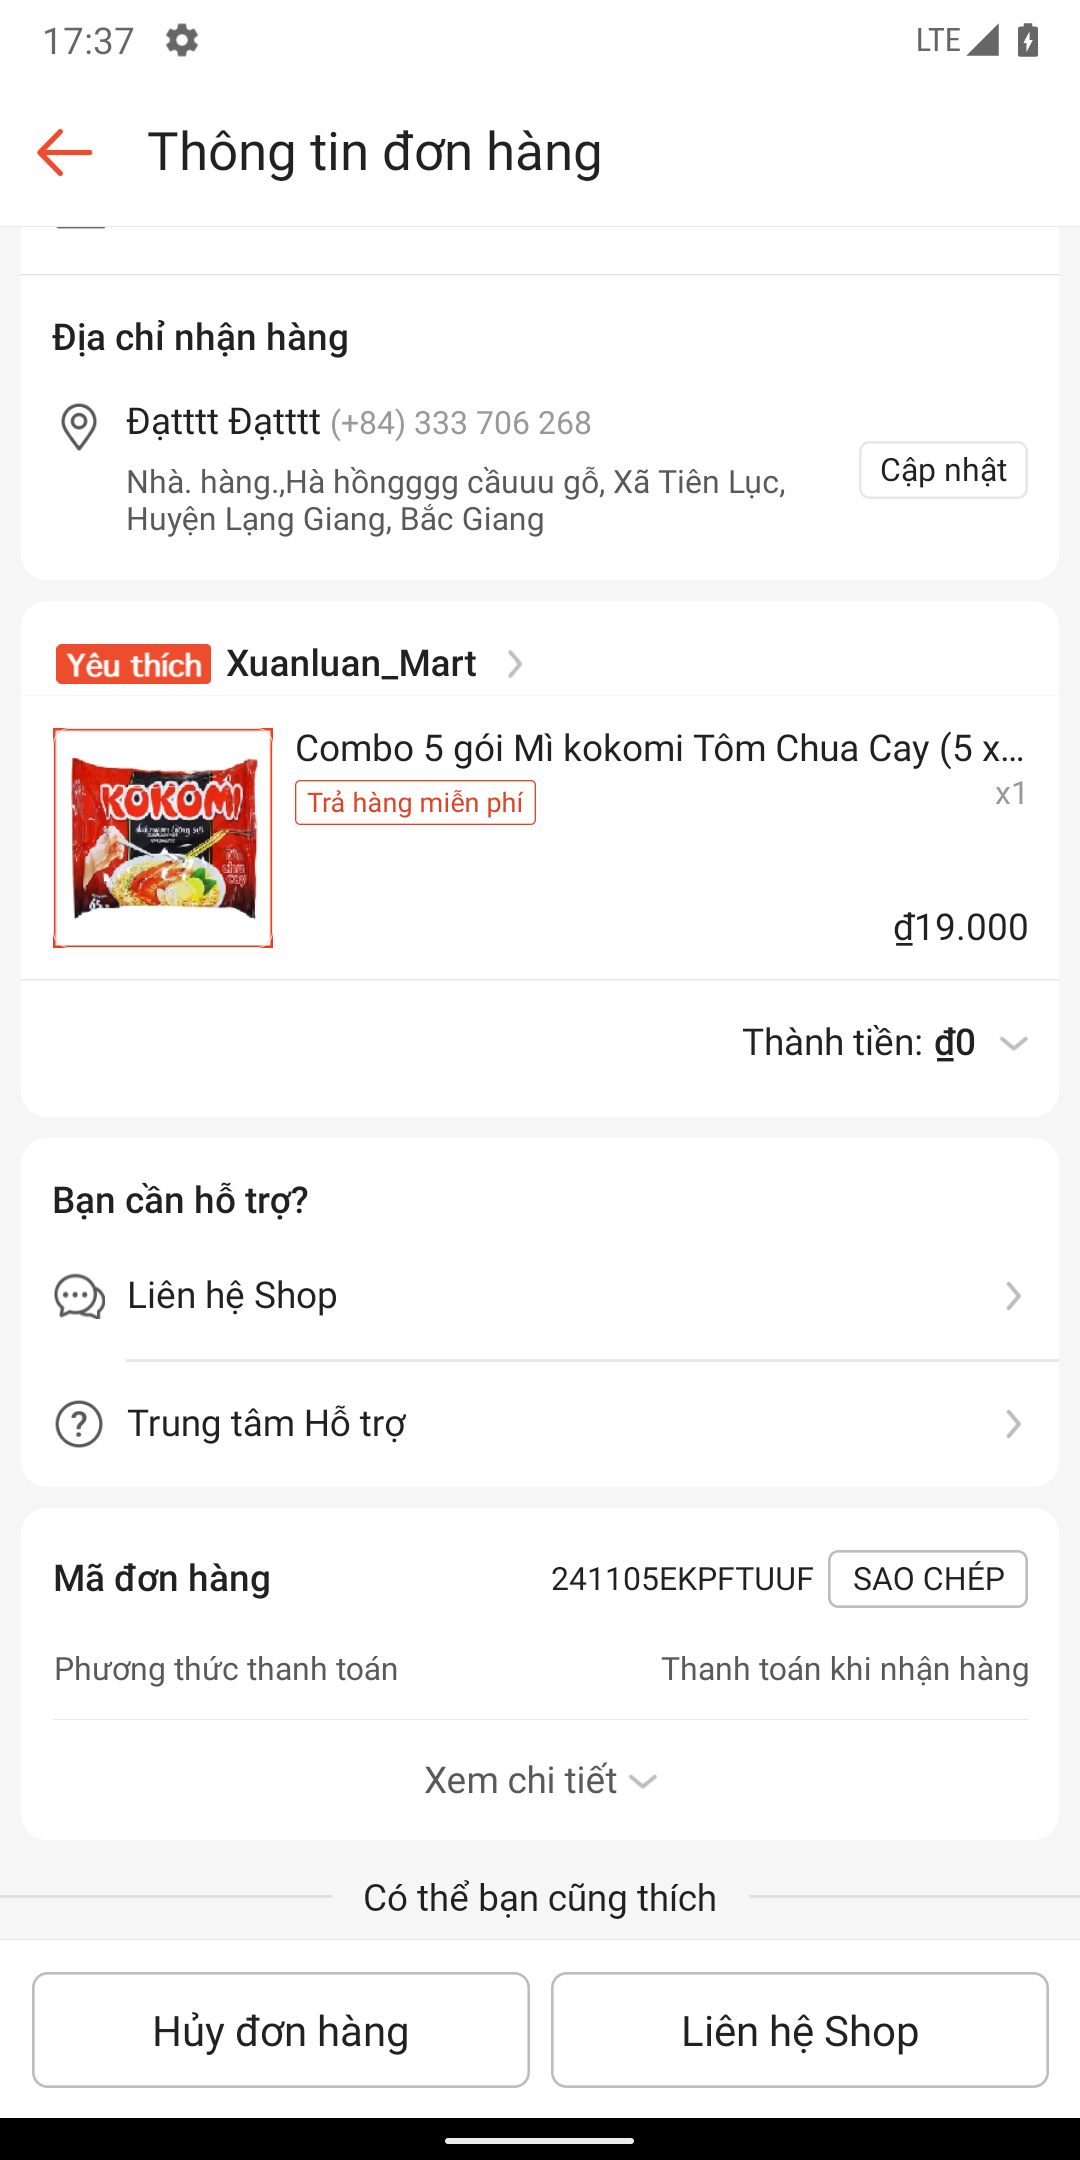 17:37
LTE
Thông tin đơn hàng
Địa chỉ nhận hàng
Đạtttt Đạtttt (+84) 333 706 268
Nhà. hàng.,Hà hồngggg cầuuu gỗ, Xã Tiên Lục,
Huyện Lạng Giang, Bắc Giang
Cập nhật
Yêu thích Xuanluan_Mart
KOKOMI
Combo 5 gói Mì kokomi Tôm Chua Cay (5 x...
Trả hàng miễn phí
x1
₫19.000
Thành tiền: ₫0
Bạn cần hỗ trợ?
Liên hệ Shop
Trung tâm Hỗ trợ
Mã đơn hàng 241105EKPFTUUF SAO CHÉP
Phương thức thanh toán Thanh toán khi nhận hàng
Xem chi tiết
Có thể bạn cũng thích
Hủy đơn hàng Liên hệ Shop